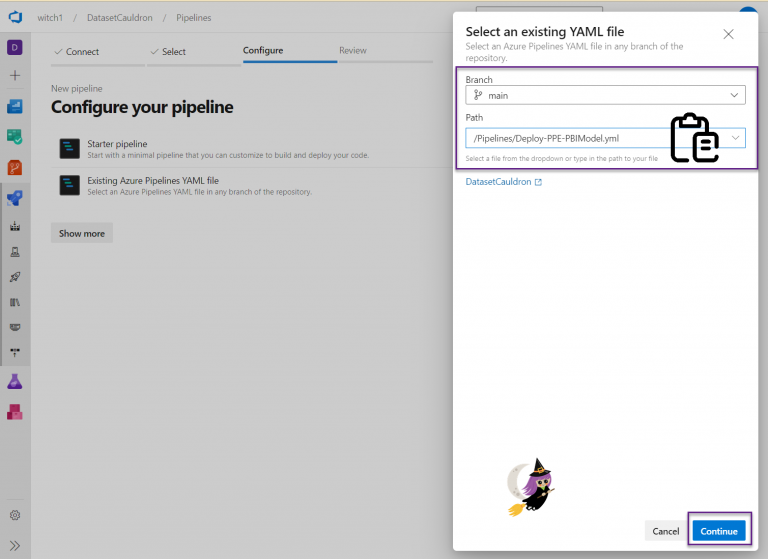 witch1 / DatasetCauldron / Pipelines
D
Connect
Select
Configure
Review
New pipeline
Configure your pipeline
Starter pipeline
Start with a minimal pipeline that you can customize to build and deploy your code.
Existing Azure Pipelines YAML file
Select an Azure Pipelines YAML file in any branch of the repository.
Show more
Select an existing YAML file
Select an Azure Pipelines YAML file in any branch of the
repository.
Branch
main
Path
/Pipelines/Deploy-PPE-PBIModel.yml
Select a file from the dropdown or type in the path to your file
DatasetCauldron
Cancel
Continue